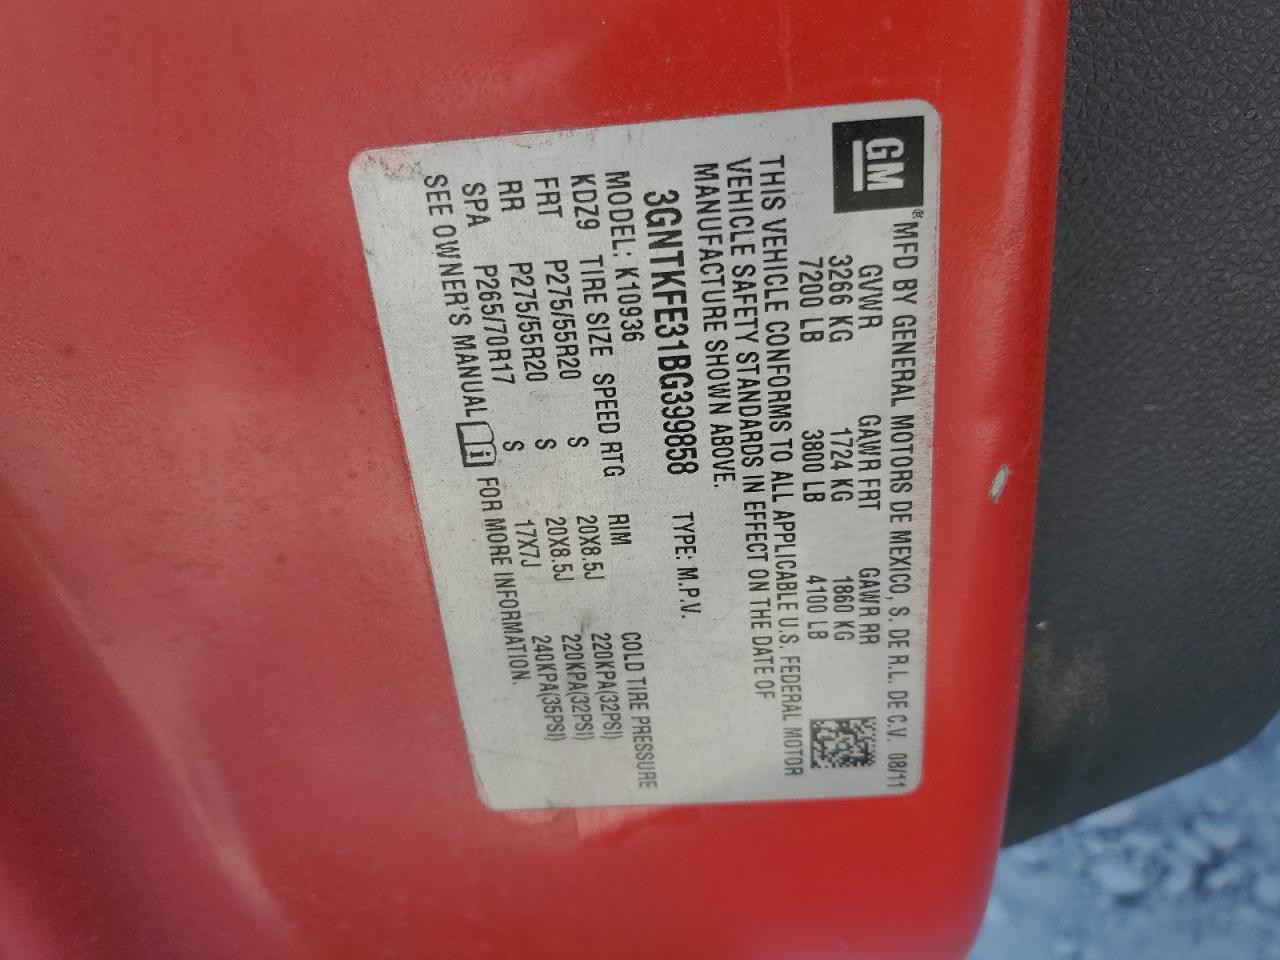 GM
® MFD BY GENERAL MOTORS DE MEXICO, S. DE R.L. DE C.V. 08/11
GVWR GAWR FRT GAWR RR
3266 KG 1724 KG 1860 KG
7200 LB 3800 LB 4100 LB
THIS VEHICLE CONFORMS TO ALL APPLICABLE U.S. FEDERAL MOTOR
VEHICLE SAFETY STANDARDS IN EFFECT ON THE DATE OF
MANUFACTURE SHOWN ABOVE.
3GNTKFE31BG399858 TYPE: M.P.V.
MODEL: K10936
KDZ9 TIRE SIZE SPEED RTG RIM COLD TIRE PRESSURE
FRT P275/55R20 S 20X8.5J 220KPA(32PSI)
RR P275/55R20 S 20X8.5J 220KPA(32PSI)
SPA P265/70R17 S 17X7J 240KPA(35PSI)
SEE OWNER'S MANUAL i FOR MORE INFORMATION.